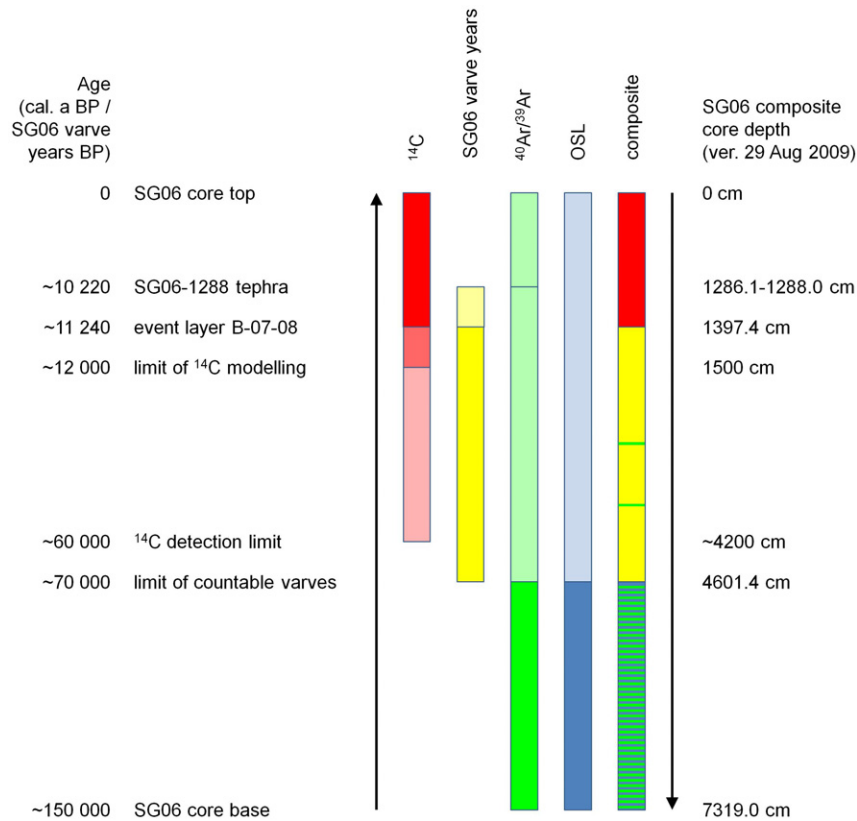 Age
(cal. a BP /
SG06 varve
years BP)
¹⁴C
SG06 varve years
⁴⁰Ar/³⁹Ar
OSL
composite
SG06 composite
core depth
(ver. 29 Aug 2009)
0 SG06 core top 0 cm
~10 220 SG06-1288 tephra 1286.1-1288.0 cm
~11 240 event layer B-07-08 1397.4 cm
~12 000 limit of ¹⁴C modelling 1500 cm
~60 000 ¹⁴C detection limit ~4200 cm
~70 000 limit of countable varves 4601.4 cm
~150 000 SG06 core base 7319.0 cm